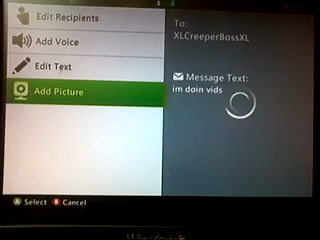 Edit Recipients
Add Voice
Edit Text
Add Picture
To:
XLCreeperBossXL
Message Text:
im doin vids
A Select B Cancel